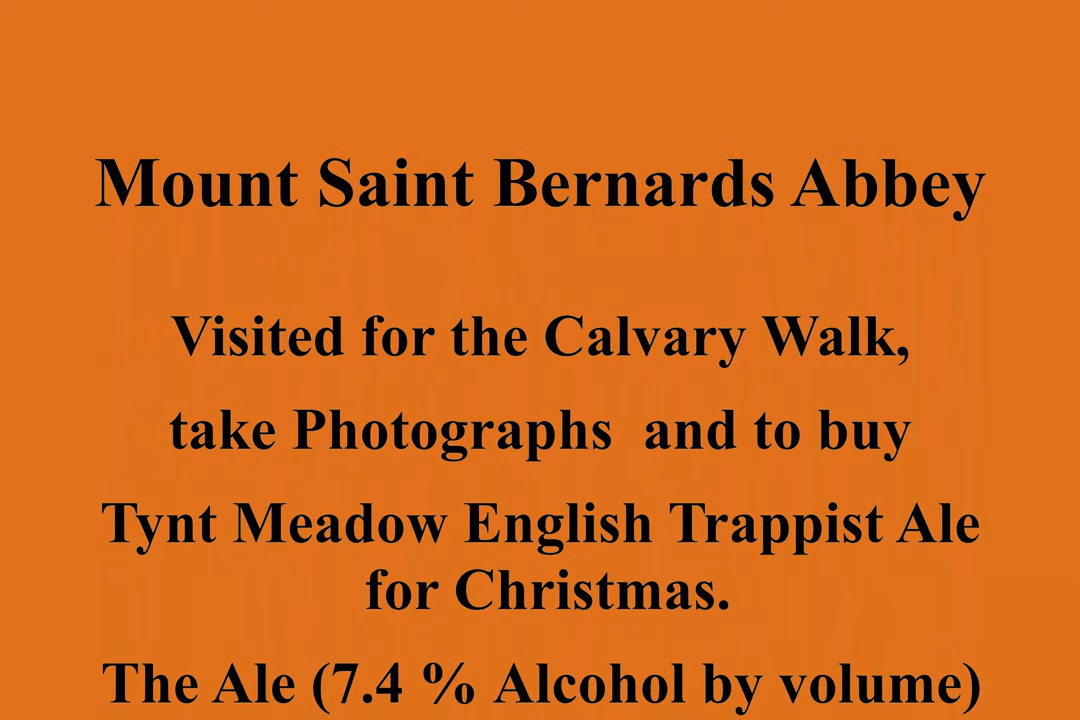 Mount Saint Bernards Abbey
Visited for the Calvary Walk,
take Photographs  and to buy
Tynt Meadow English Trappist Ale
for Christmas.
The Ale (7.4 % Alcohol by volume)